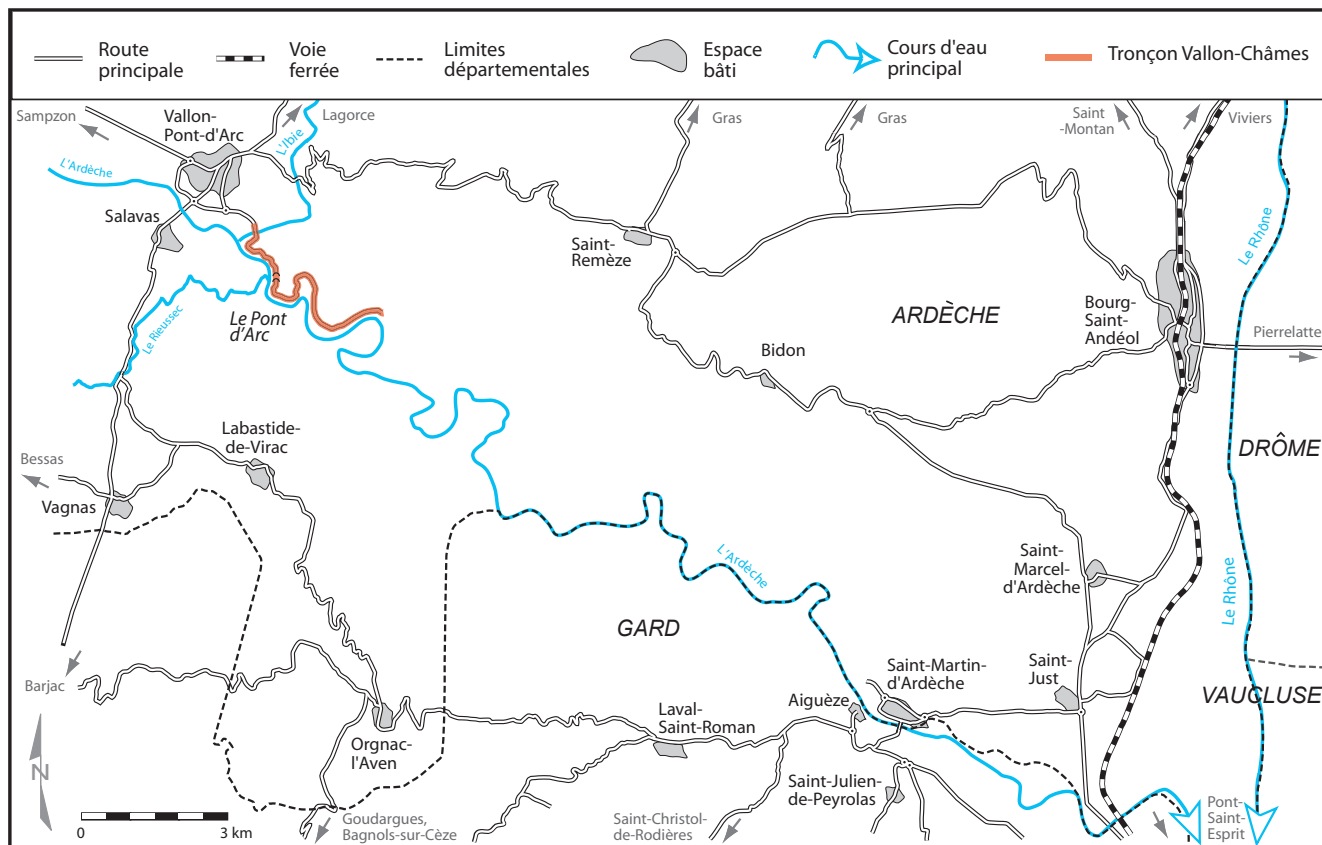 Route
principale
Voie
ferrée
Limites
départementales
Espace
bâti
Cours d'eau
principal
Tronçon Vallon-Châmes
Sampzon
Vallon-
Pont-d'Arc
Lagorce
L'Ibie
Gras
Gras
Saint
-Montan
Viviers
L'Ardèche
Salavas
Saint-
Remèze
Le Rhône
Le Rieussec
Le Pont
d'Arc
ARDÈCHE
Bourg-
Saint-
Andéol
Pierrelatte
Bidon
Labastide-
de-Virac
DRÔME
Bessas
Vagnas
L'Ardèche
Saint-
Marcel-
d'Ardèche
Le Rhône
GARD
Saint-Martin-
d'Ardèche
Saint-
Just
VAUCLUSE
Barjac
Aiguèze
Laval-
Saint-Roman
Orgnac-
l'Aven
N
Saint-Julien-
de-Peyrolas
0
3 km
Goudargues,
Bagnols-sur-Cèze
Saint-Christol-
de-Rodières
Pont-
Saint-
Esprit